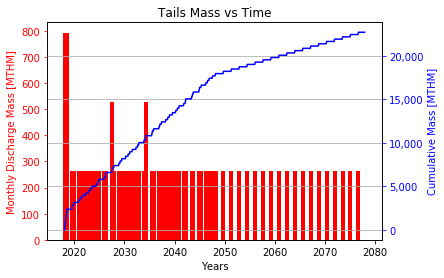 Tails Mass vs Time
Monthly Discharge Mass [MTHM]
800
700
600
500
400
300
200
100
0
20,000
15,000
10,000
5,000
0
Cumulative Mass [MTHM]
2020 2030 2040 2050 2060 2070 2080
Years